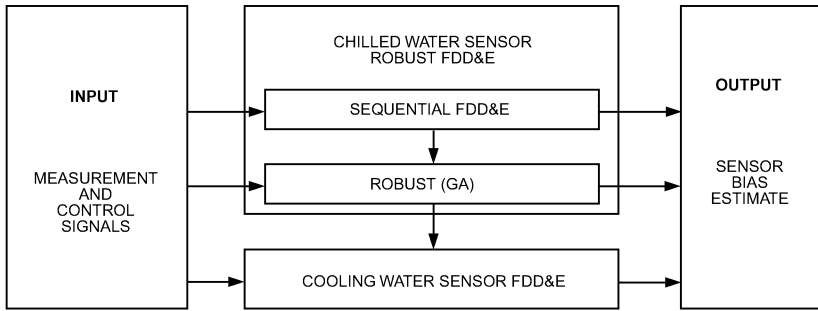 INPUT
MEASUREMENT
AND
CONTROL
SIGNALS
CHILLED WATER SENSOR
ROBUST FDD&E
SEQUENTIAL FDD&E
ROBUST (GA)
COOLING WATER SENSOR FDD&E
OUTPUT
SENSOR
BIAS
ESTIMATE